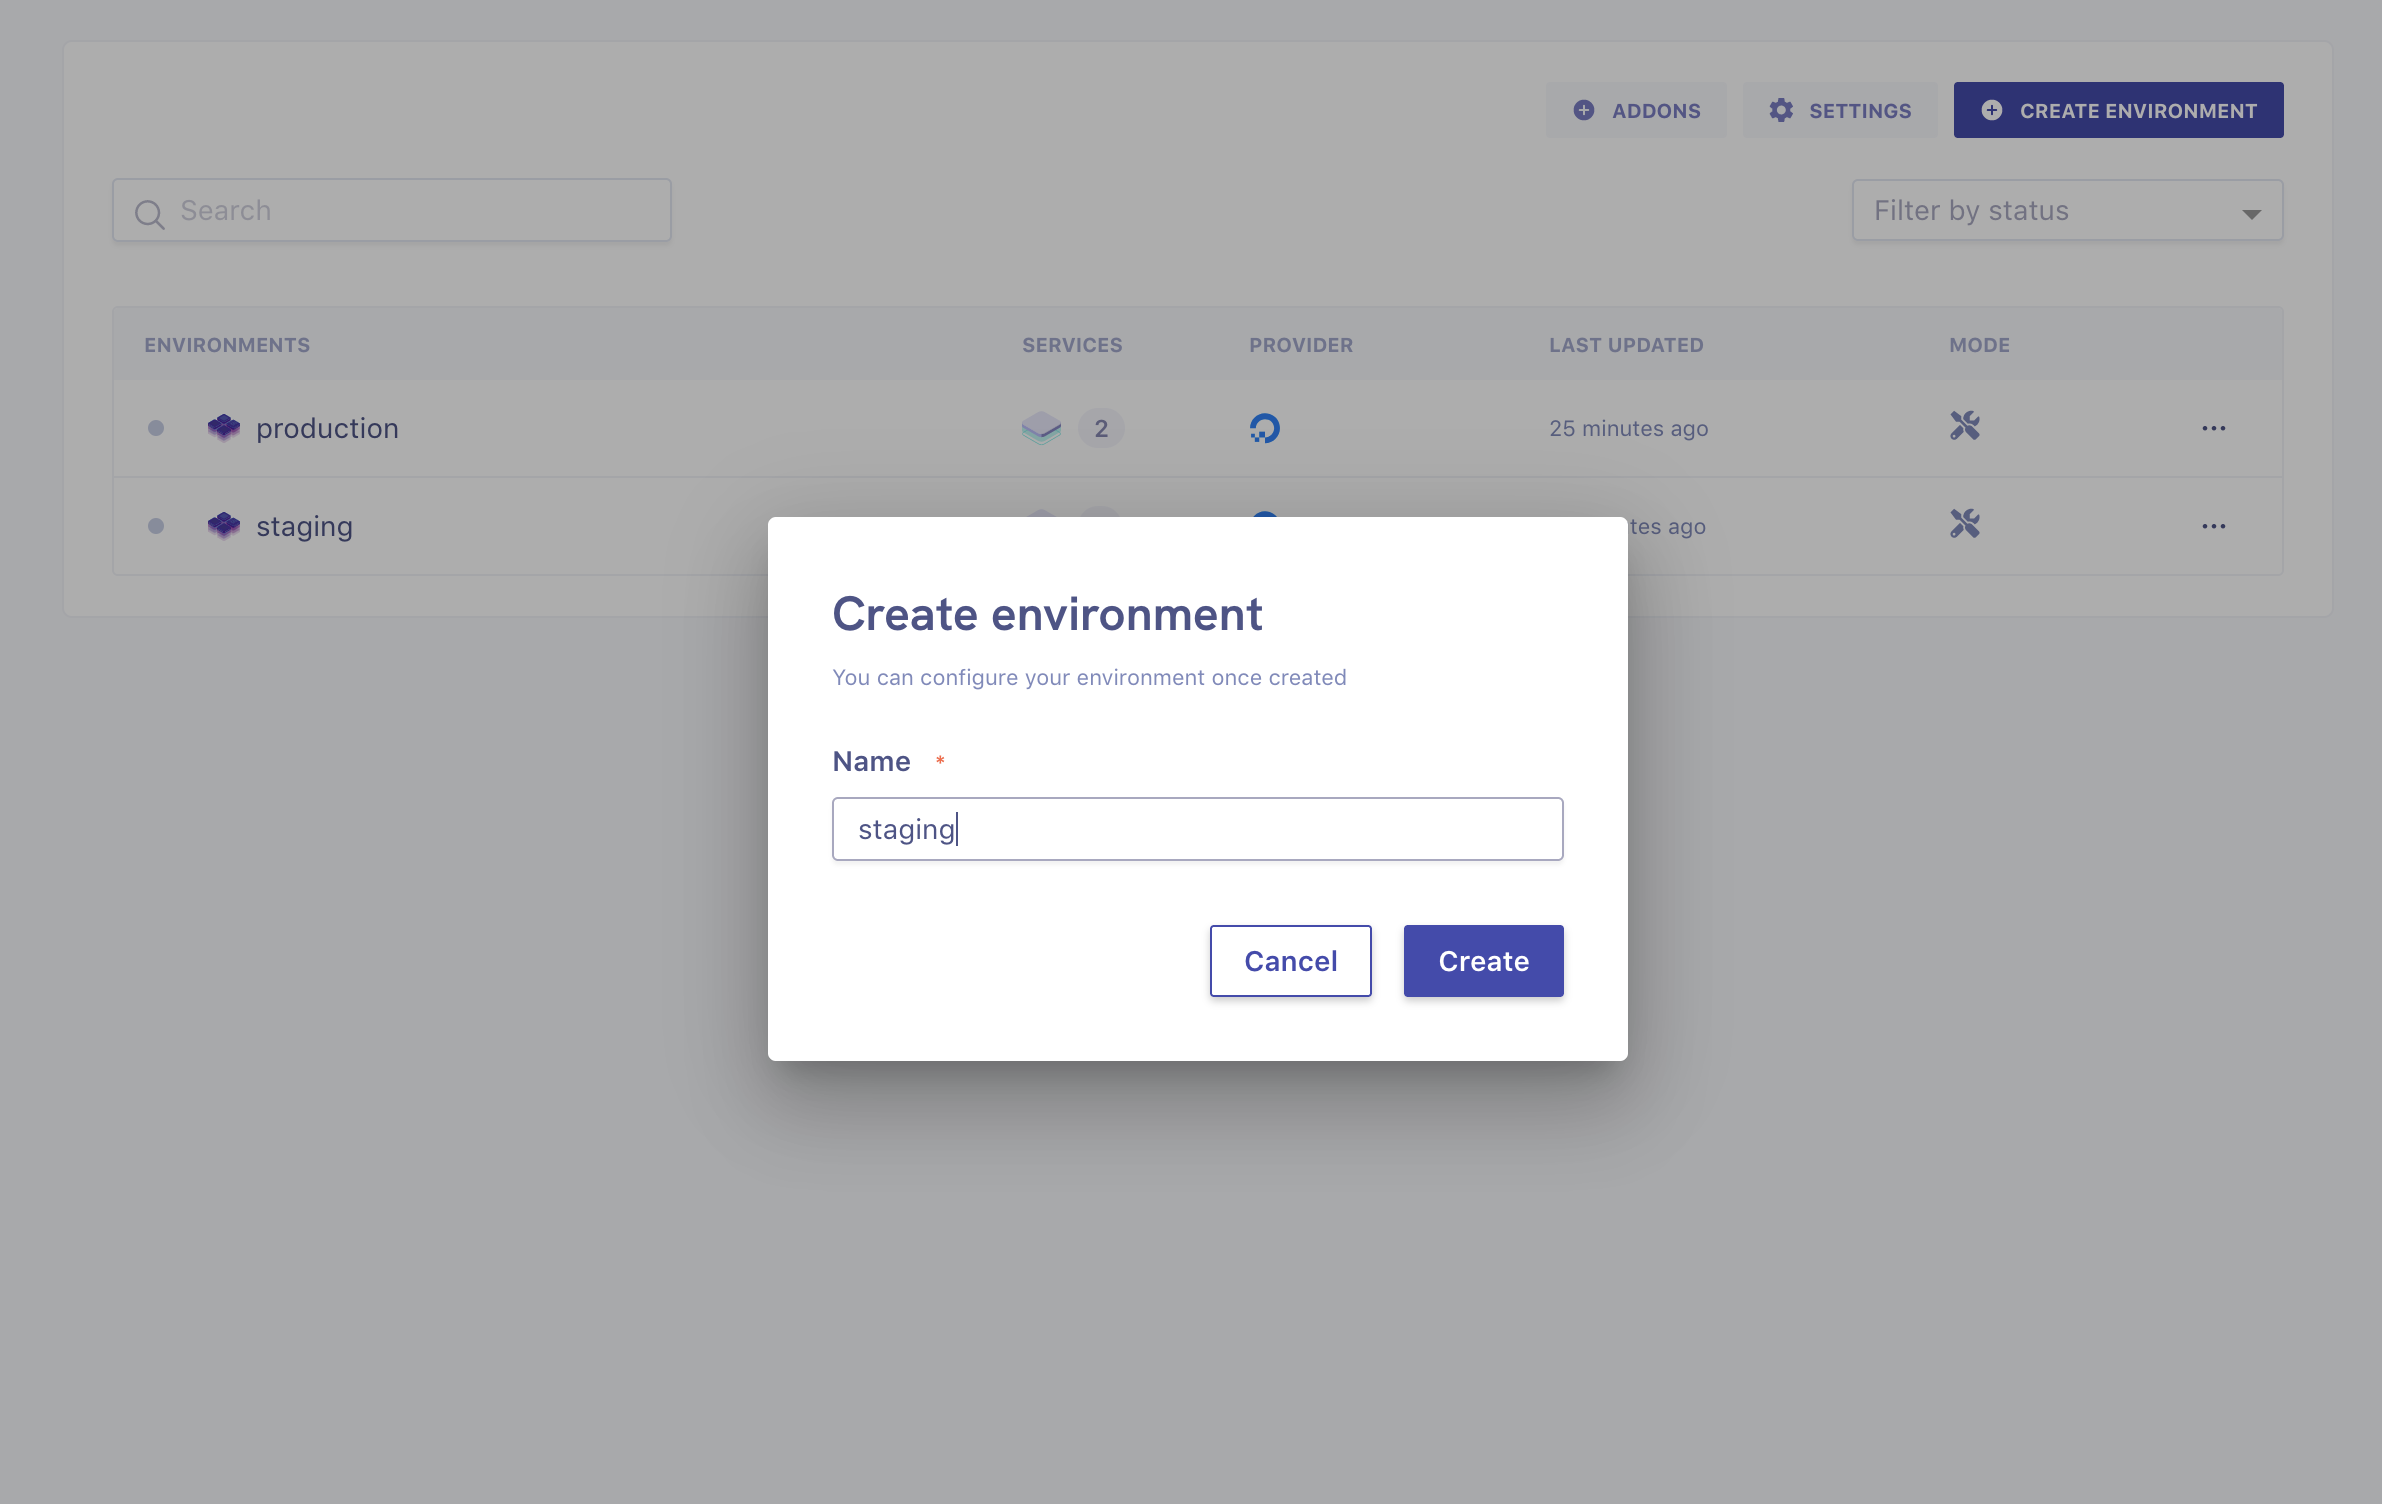 ADDONS
SETTINGS
CREATE ENVIRONMENT
Search
Filter by status
ENVIRONMENTS SERVICES PROVIDER LAST UPDATED MODE
production 2 25 minutes ago
staging tes ago
Create environment
You can configure your environment once created
Name *
staging
Cancel Create